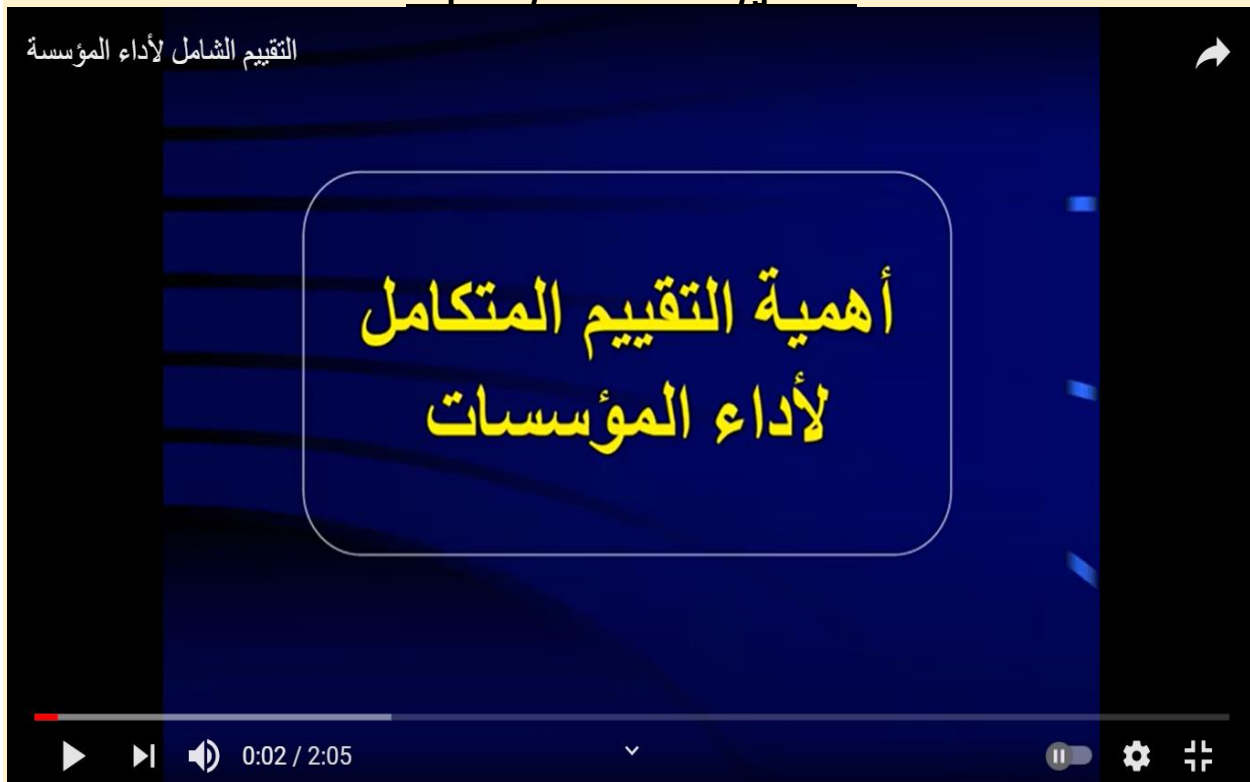 التقييم الشامل لأداء المؤسسة
أهمية التقييم المتكامل
لأداء المؤسسات
0:02 / 2:05